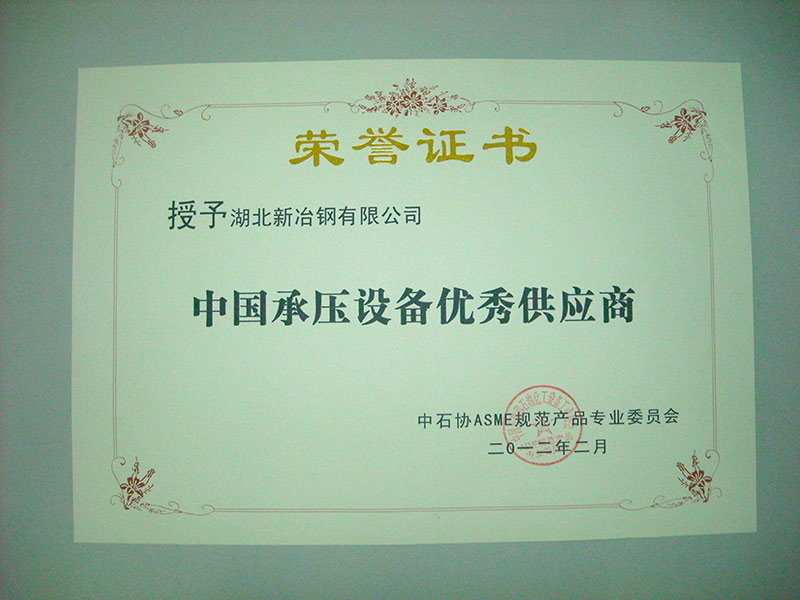 荣誉证书
授予湖北新冶钢有限公司
中国承压设备优秀供应商
中石协ASME规范产品专业委员会
二〇一二年二月